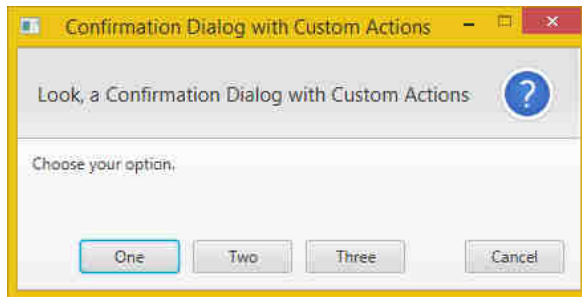 Confirmation Dialog with Custom Actions
Look, a Confirmation Dialog with Custom Actions
?
Choose your option.
One Two Three Cancel